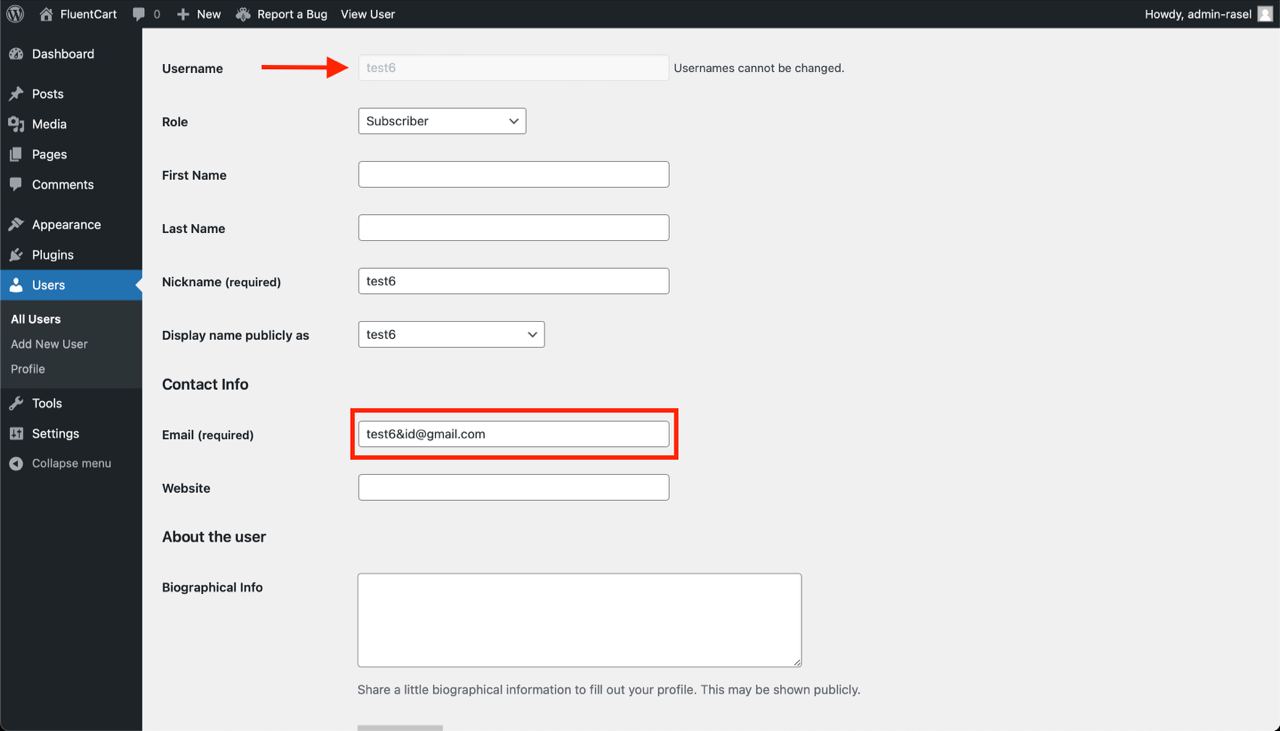 FluentCart 0 New Report a Bug View User Howdy, admin-rasel
Dashboard
Posts
Media
Pages
Comments
Appearance
Plugins
Users
All Users
Add New User
Profile
Tools
Settings
Collapse menu
Username test6 Usernames cannot be changed.
Role Subscriber
First Name
Last Name
Nickname (required) test6
Display name publicly as test6
Contact Info
Email (required) test6&id@gmail.com
Website
About the user
Biographical Info
Share a little biographical information to fill out your profile. This may be shown publicly.